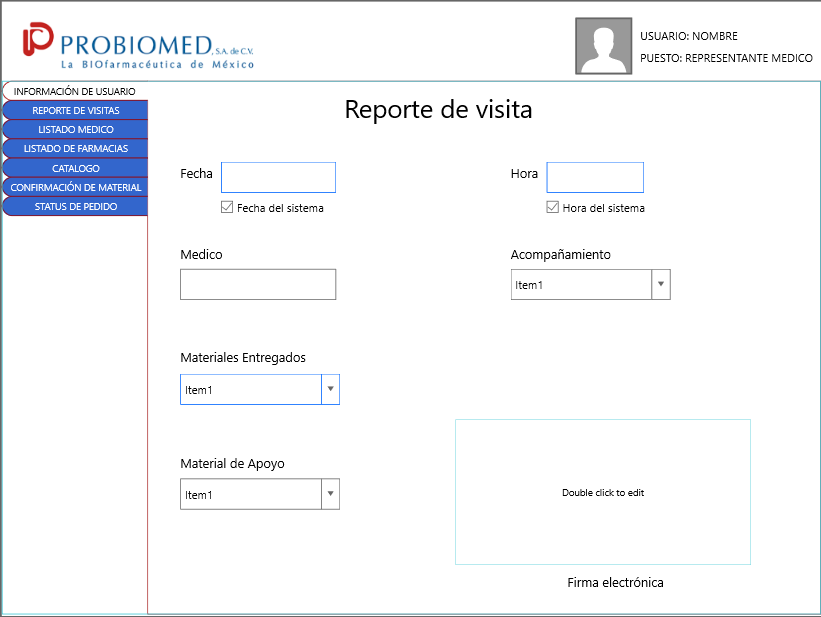 PROBIOMED, S.A. de C.V.
La BIOfarmacéutica de México
USUARIO: NOMBRE
PUESTO: REPRESENTANTE MEDICO
INFORMACIÓN DE USUARIO
REPORTE DE VISITAS
LISTADO MEDICO
LISTADO DE FARMACIAS
CATALOGO
CONFIRMACIÓN DE MATERIAL
STATUS DE PEDIDO
Reporte de visita
Fecha
Hora
Fecha del sistema
Hora del sistema
Medico
Acompañamiento
Item1
Materiales Entregados
Item1
Material de Apoyo
Item1
Double click to edit
Firma electrónica